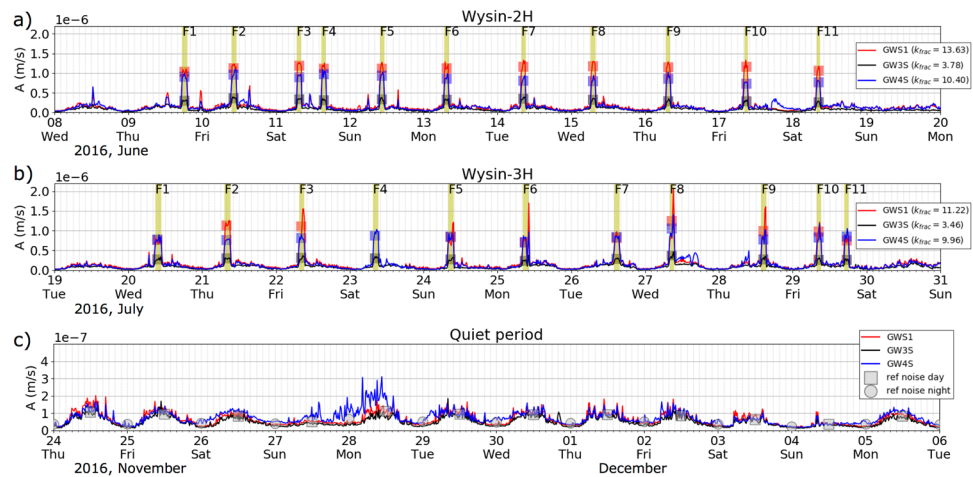 a)
Wysin-2H
1e−6
F1 F2 F3 F4 F5 F6 F7 F8 F9 F10 F11
2.0
1.5
1.0
0.5
0.0
A (m/s)
GWS1 (kfrac = 13.63)
GW3S (kfrac = 3.78)
GW4S (kfrac = 10.40)
08 09 10 11 12 13 14 15 16 17 18 19 20
Wed Thu Fri Sat Sun Mon Tue Wed Thu Fri Sat Sun Mon
2016, June
b)
Wysin-3H
1e−6
F1 F2 F3 F4 F5 F6 F7 F8 F9 F10 F11
2.0
1.5
1.0
0.5
0.0
A (m/s)
GWS1 (kfrac = 11.22)
GW3S (kfrac = 3.46)
GW4S (kfrac = 9.96)
19 20 21 22 23 24 25 26 27 28 29 30 31
Tue Wed Thu Fri Sat Sun Mon Tue Wed Thu Fri Sat Sun
2016, July
c)
Quiet period
1e−7
4
3
2
1
0
A (m/s)
GWS1
GW3S
GW4S
ref noise day
ref noise night
24 25 26 27 28 29 30 01 02 03 04 05 06
Thu Fri Sat Sun Mon Tue Wed Thu Fri Sat Sun Mon Tue
2016, November December